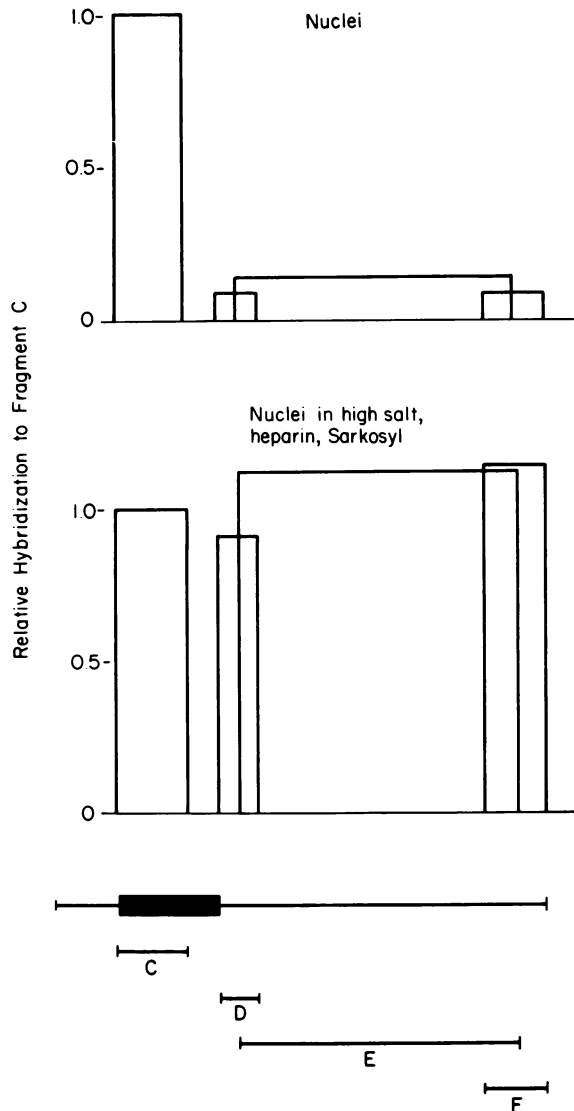 Nuclei
1.0-
0.5-
0
Relative Hybridization to Fragment C
Nuclei in high salt,
heparin, Sarkosyl
1.0-
0.5-
0
C
D
E
F